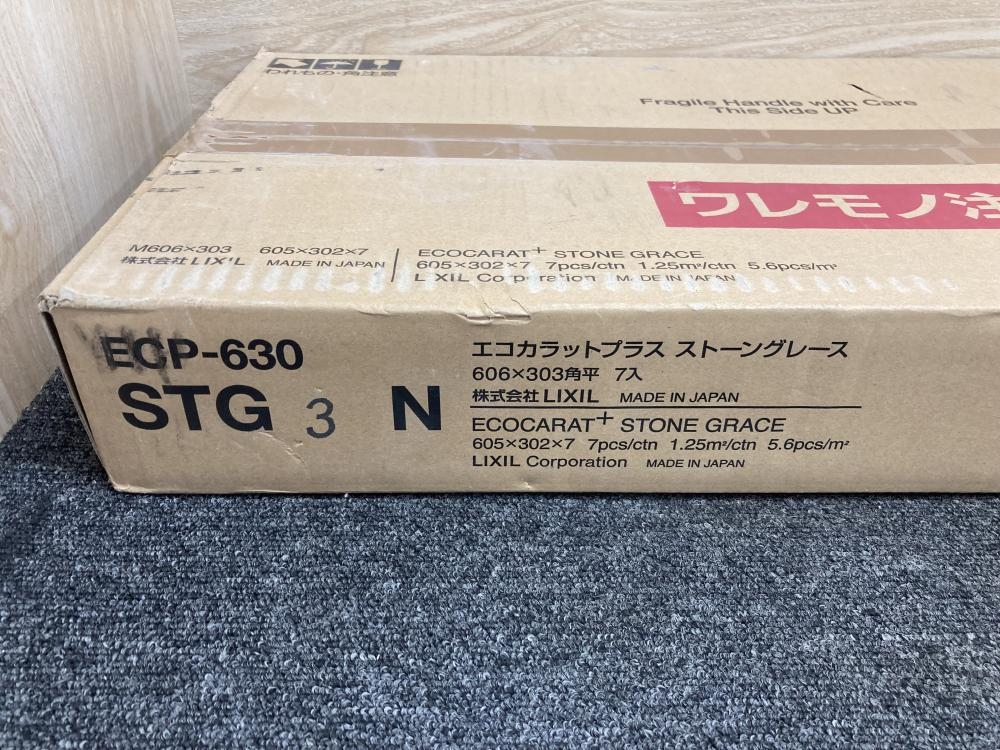 われもの・角注意
Fragile Handle with Care
This Side UP
ワレモノ注
M606×303 605×302×7
株式会社 LIXIL MADE IN JAPAN
ECOCARAT+ STONE GRACE
605×302×7 7pcs/ctn 1.25m²/ctn 5.6pcs/m²
LIXIL Corporation MADE IN JAPAN
ECP-630
STG 3 N
エコカラットプラス ストーングレース
606×303角平 7入
株式会社 LIXIL MADE IN JAPAN
ECOCARAT+ STONE GRACE
605×302×7 7pcs/ctn 1.25m²/ctn 5.6pcs/m²
LIXIL Corporation MADE IN JAPAN